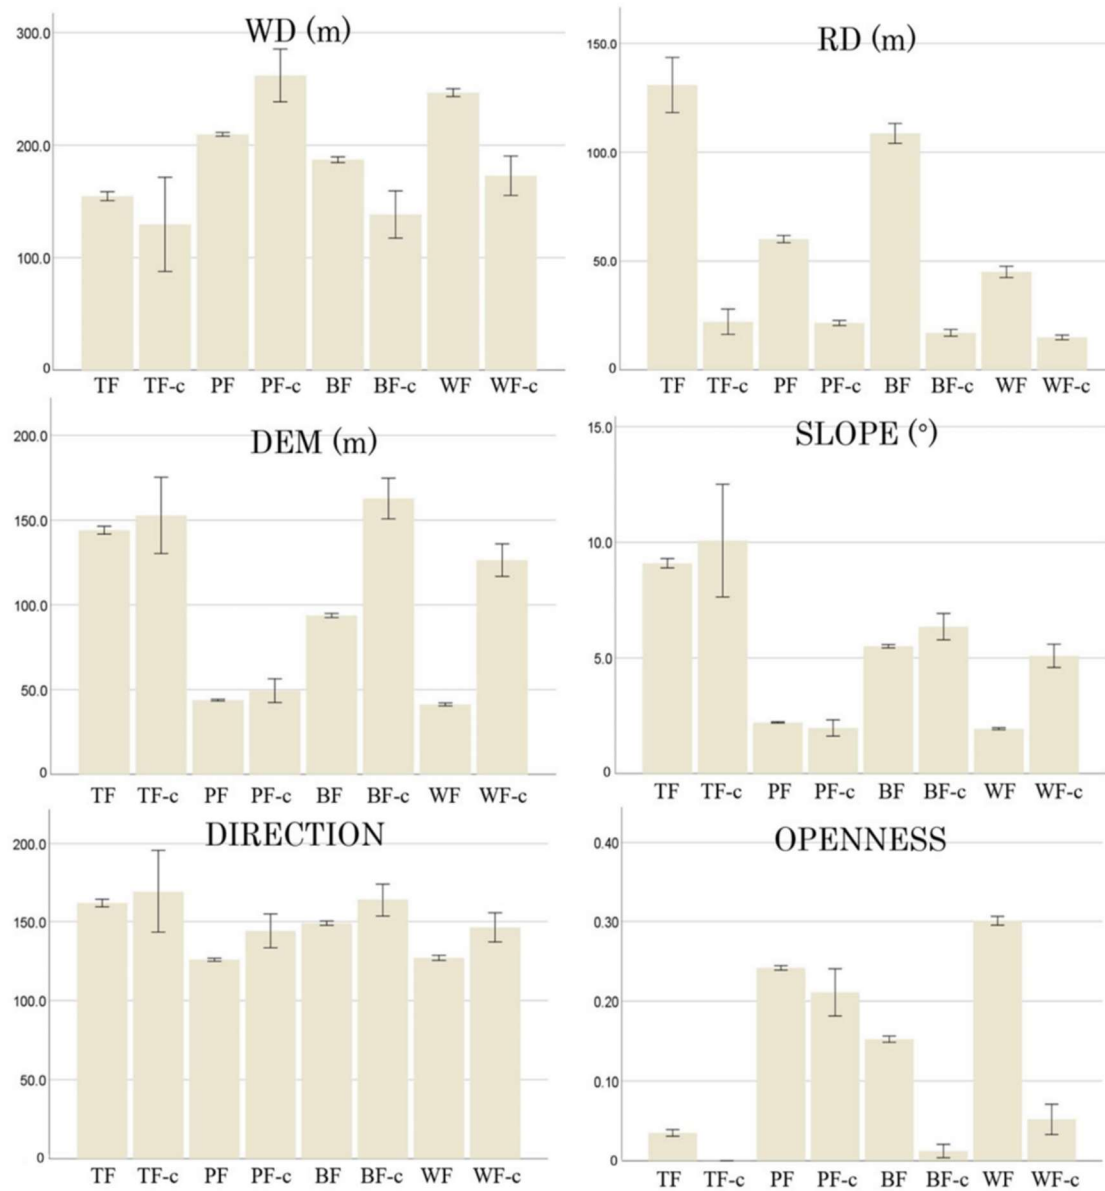 WD (m)
300.0
200.0
100.0
0
TF TF-c PF PF-c BF BF-c WF WF-c
RD (m)
150.0
100.0
50.0
0
TF TF-c PF PF-c BF BF-c WF WF-c
DEM (m)
200.0
150.0
100.0
50.0
0
TF TF-c PF PF-c BF BF-c WF WF-c
SLOPE (°)
15.0
10.0
5.0
0
TF TF-c PF PF-c BF BF-c WF WF-c
DIRECTION
200.0
150.0
100.0
50.0
0
TF TF-c PF PF-c BF BF-c WF WF-c
OPENNESS
0.40
0.30
0.20
0.10
0
TF TF-c PF PF-c BF BF-c WF WF-c